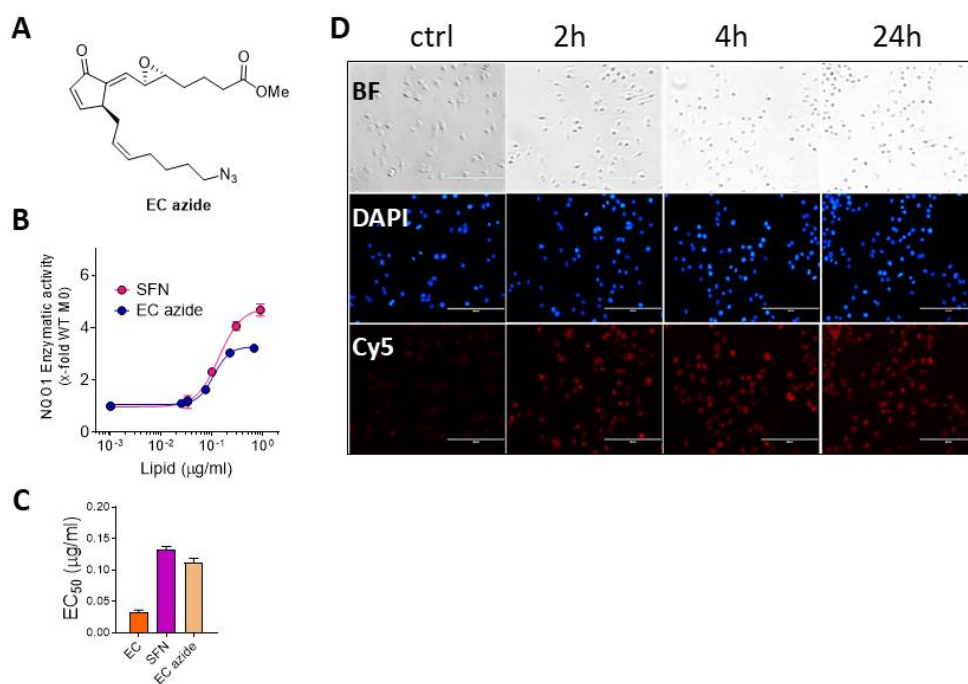 A
O
O
O
OMe
N3
EC azide
B
NQO1 Enzymatic activity
(x-fold WT M0)
6
4
2
0
SFN
EC azide
10⁻³ 10⁻² 10⁻¹ 10⁰
Lipid (µg/ml)
C
EC50 (µg/ml)
0.20
0.15
0.10
0.05
0.00
EC
SFN
EC azide
D
ctrl 2h 4h 24h
BF
DAPI
Cy5